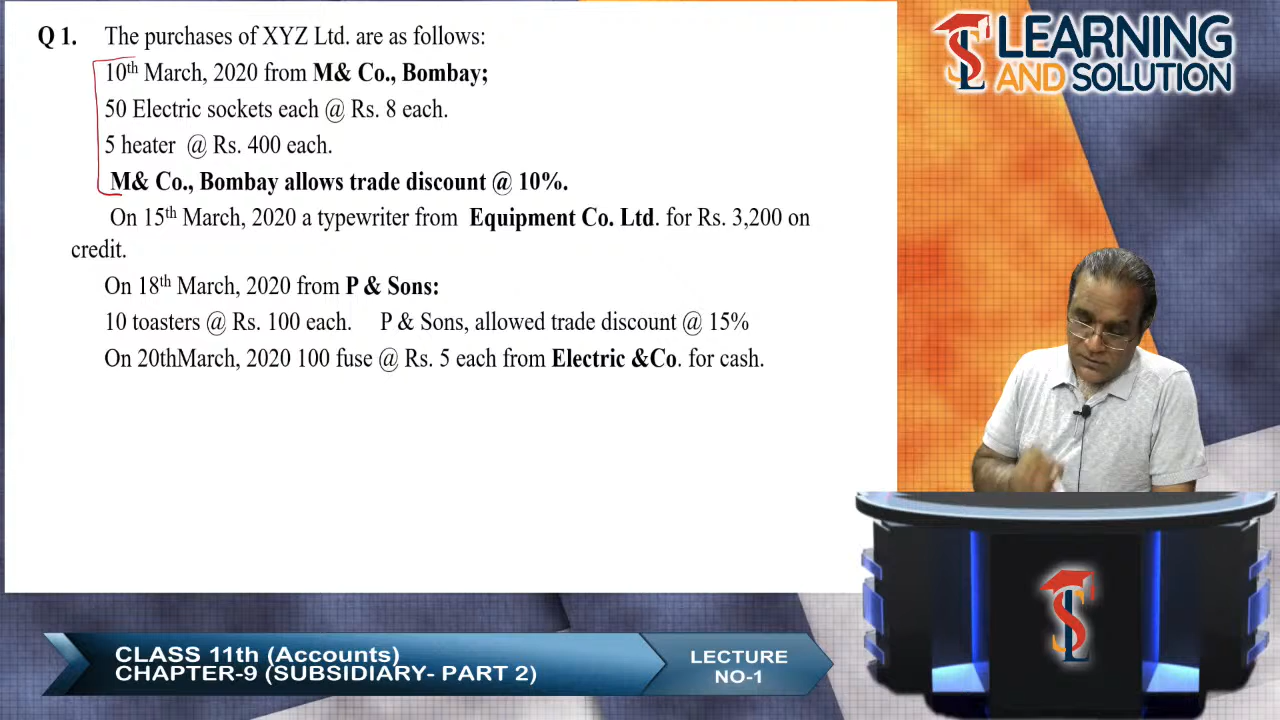 Q 1. The purchases of XYZ Ltd. are as follows:
10th March, 2020 from M& Co., Bombay;
50 Electric sockets each @ Rs. 8 each.
5 heater @ Rs. 400 each.
M& Co., Bombay allows trade discount @ 10%.
On 15th March, 2020 a typewriter from Equipment Co. Ltd. for Rs. 3,200 on
credit.
On 18th March, 2020 from P & Sons:
10 toasters @ Rs. 100 each. P & Sons, allowed trade discount @ 15%
On 20thMarch, 2020 100 fuse @ Rs. 5 each from Electric &Co. for cash.
LEARNING
AND SOLUTION
CLASS 11th (Accounts)
CHAPTER-9 (SUBSIDIARY- PART 2)
LECTURE
NO-1